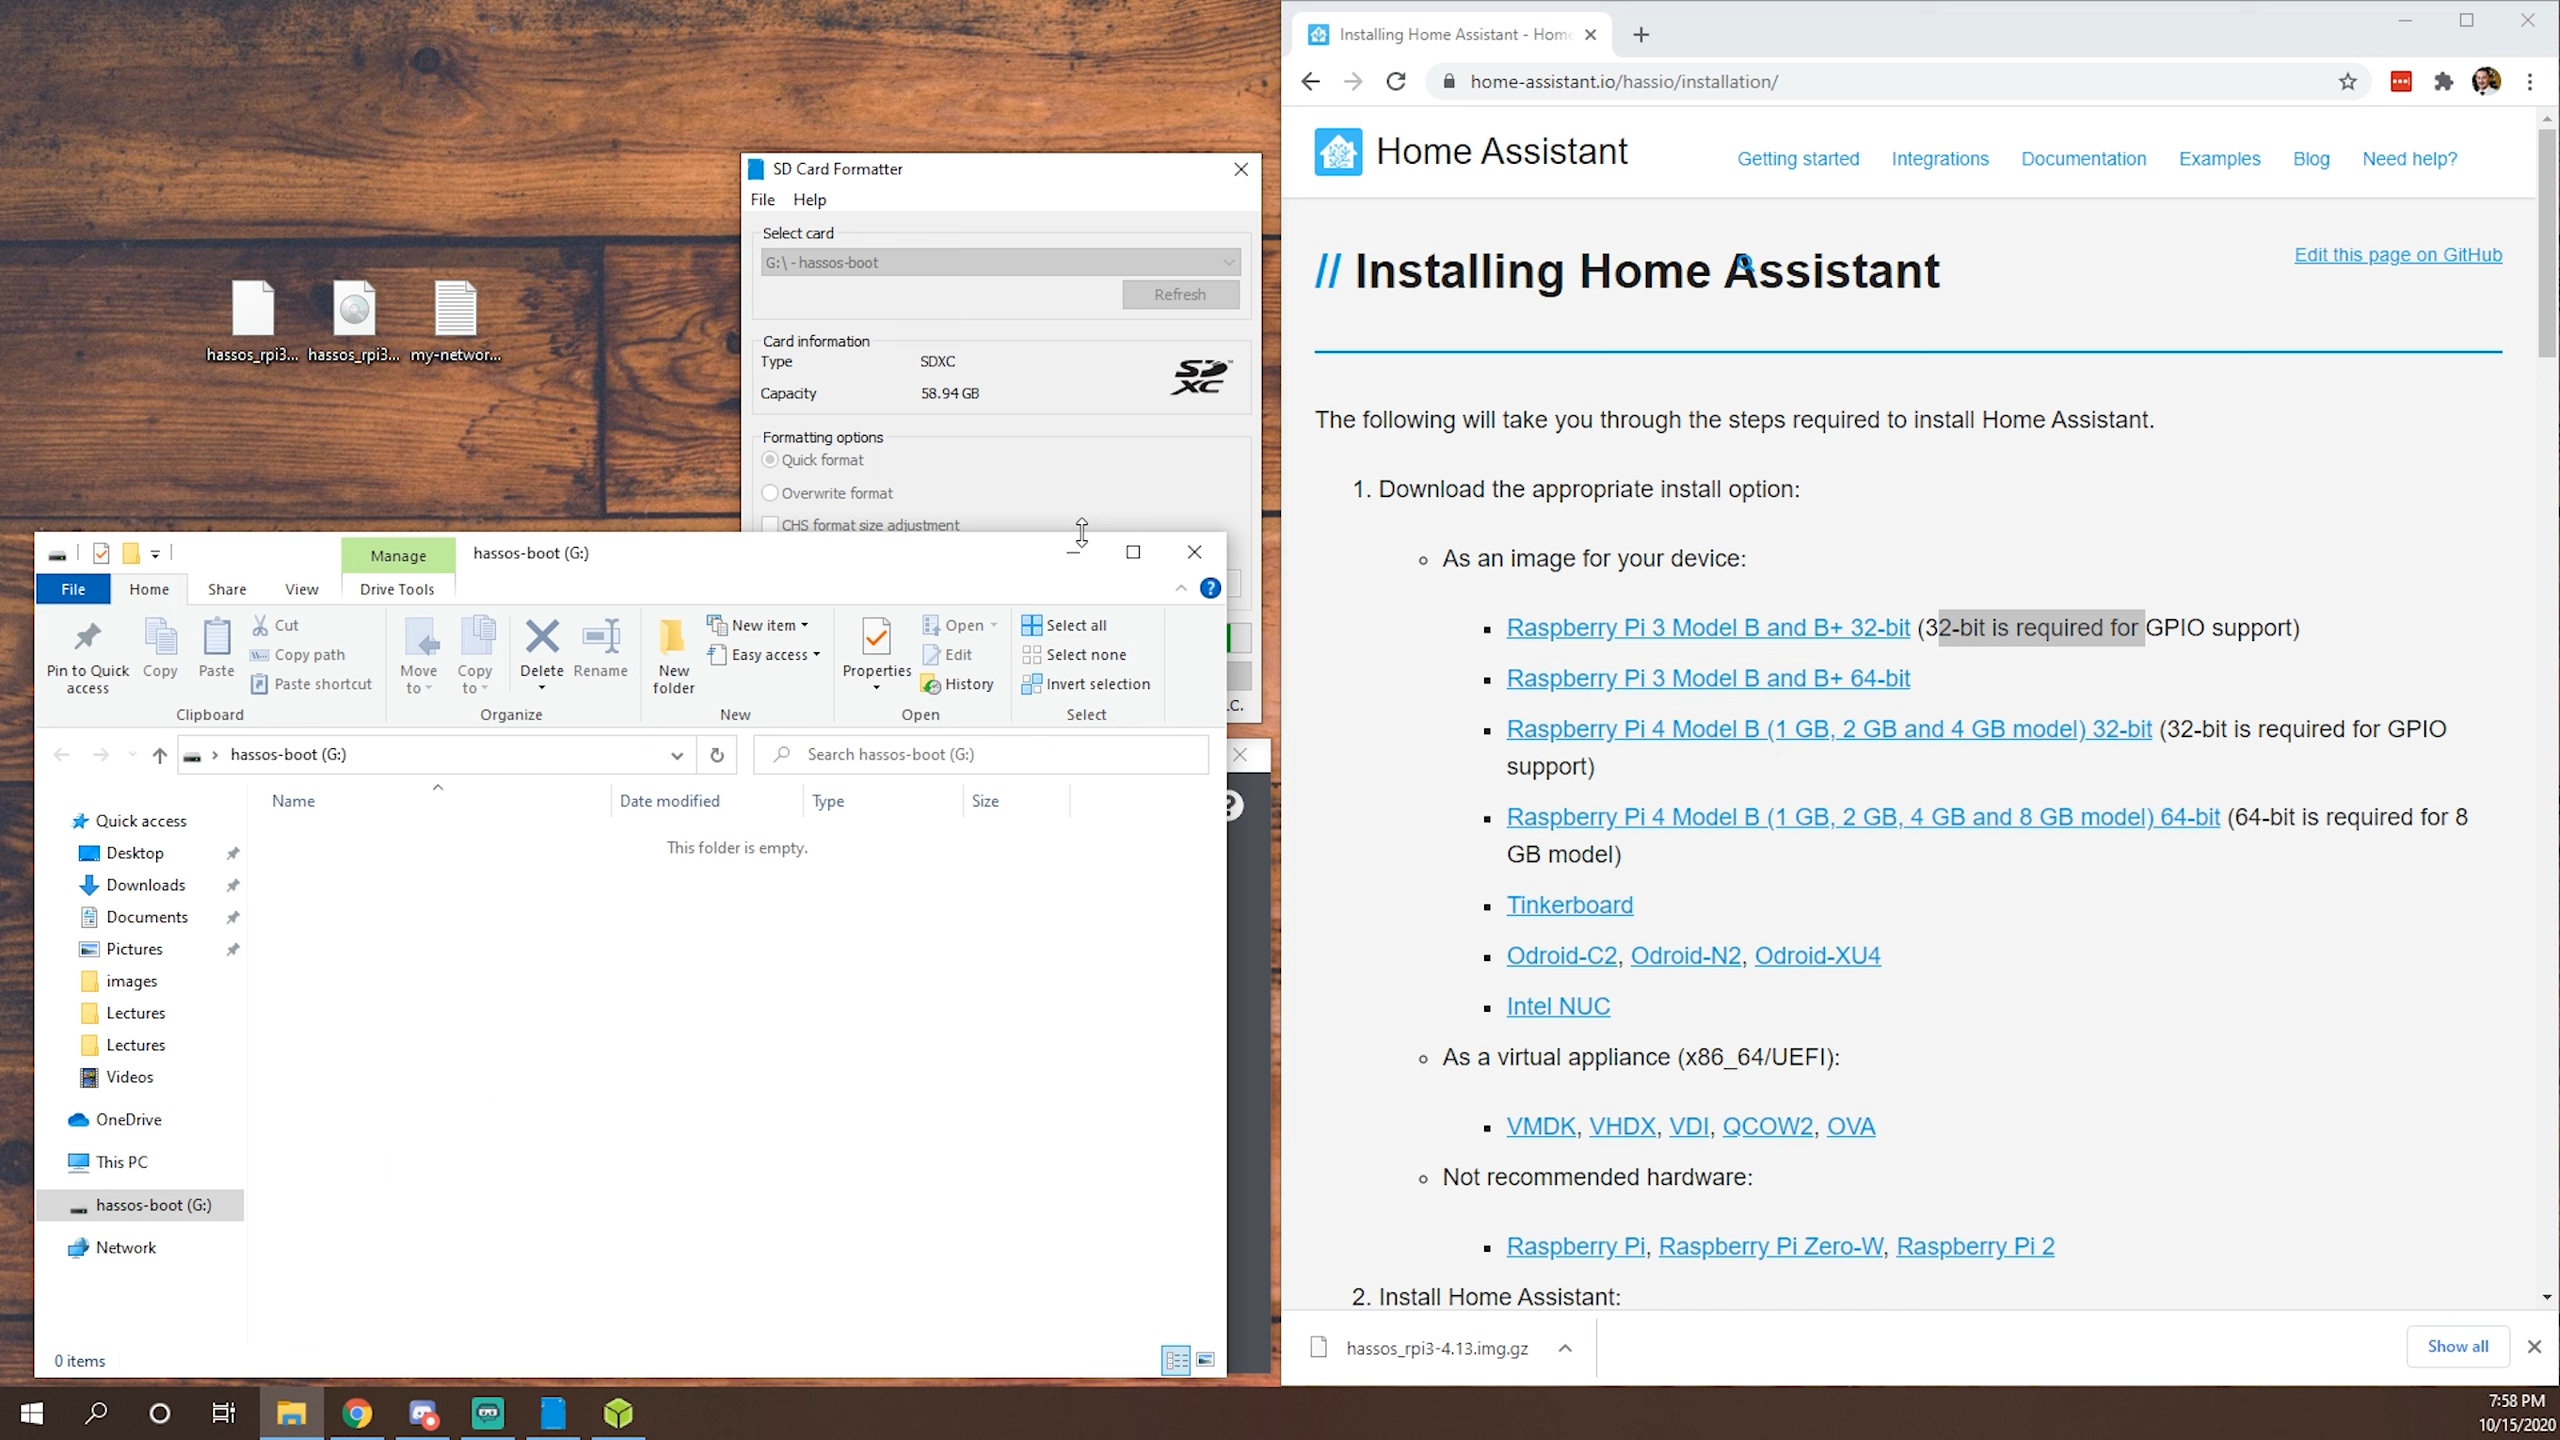 hassos_rpi3...
hassos_rpi3...
my-networ...
SD Card Formatter
File Help
Select card
G:\ - hassos-boot
Refresh
Card information
Type SDXC
Capacity 58.94 GB
SD XC
Formatting options
Quick format
Overwrite format
CHS format size adjustment
.C.
Manage
hassos-boot (G:)
File Home Share View Drive Tools
Pin to Quick access
Copy
Paste
Cut
Copy path
Paste shortcut
Clipboard
Move to
Copy to
Delete
Rename
Organize
New folder
New item
Easy access
New
Properties
Open
Edit
History
Open
Select all
Select none
Invert selection
Select
hassos-boot (G:)
Search hassos-boot (G:)
Name Date modified Type Size
This folder is empty.
Quick access
Desktop
Downloads
Documents
Pictures
images
Lectures
Lectures
Videos
OneDrive
This PC
hassos-boot (G:)
Network
0 items
Installing Home Assistant - Home
home-assistant.io/hassio/installation/
Home Assistant
Getting started Integrations Documentation Examples Blog Need help?
// Installing Home Assistant
Edit this page on GitHub
The following will take you through the steps required to install Home Assistant.
1. Download the appropriate install option:
As an image for your device:
Raspberry Pi 3 Model B and B+ 32-bit (32-bit is required for GPIO support)
Raspberry Pi 3 Model B and B+ 64-bit
Raspberry Pi 4 Model B (1 GB, 2 GB and 4 GB model) 32-bit (32-bit is required for GPIO
support)
Raspberry Pi 4 Model B (1 GB, 2 GB, 4 GB and 8 GB model) 64-bit (64-bit is required for 8
GB model)
Tinkerboard
Odroid-C2, Odroid-N2, Odroid-XU4
Intel NUC
As a virtual appliance (x86_64/UEFI):
VMDK, VHDX, VDI, QCOW2, OVA
Not recommended hardware:
Raspberry Pi, Raspberry Pi Zero-W, Raspberry Pi 2
2. Install Home Assistant:
hassos_rpi3-4.13.img.gz
Show all
7:58 PM
10/15/2020